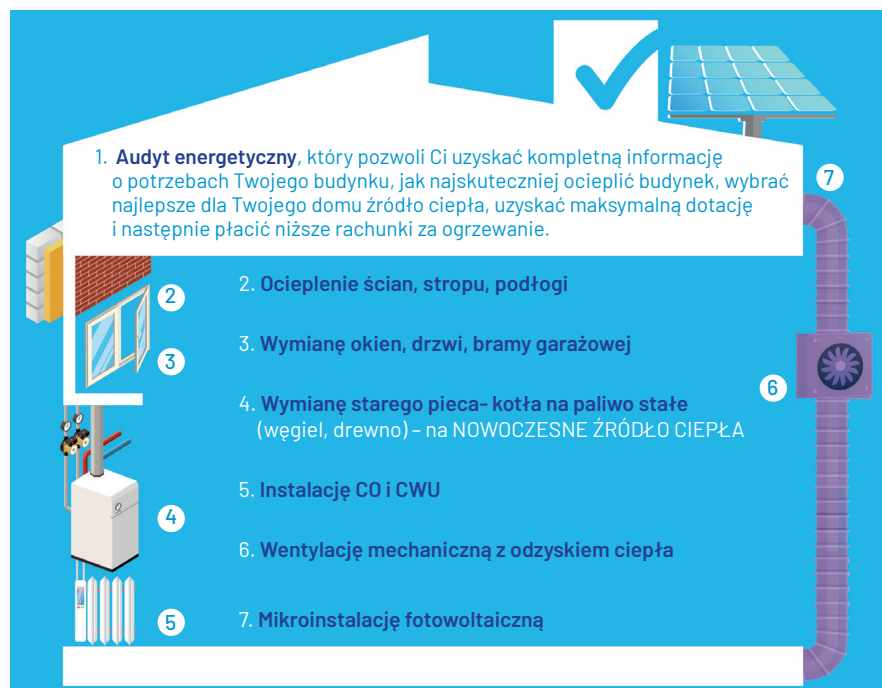 1. Audyt energetyczny, który pozwoli Ci uzyskać kompletną informację
o potrzebach Twojego budynku, jak najskuteczniej ocieplić budynek, wybrać
najlepsze dla Twojego domu źródło ciepła, uzyskać maksymalną dotację
i następnie płacić niższe rachunki za ogrzewanie.
7
2
2. Ocieplenie ścian, stropu, podłogi
3
3. Wymianę okien, drzwi, bramy garażowej
6
4. Wymianę starego pieca- kotła na paliwo stałe
(węgiel, drewno) – na NOWOCZESNE ŹRÓDŁO CIEPŁA
4
5. Instalację CO i CWU
6. Wentylację mechaniczną z odzyskiem ciepła
5
7. Mikroinstalację fotowoltaiczną